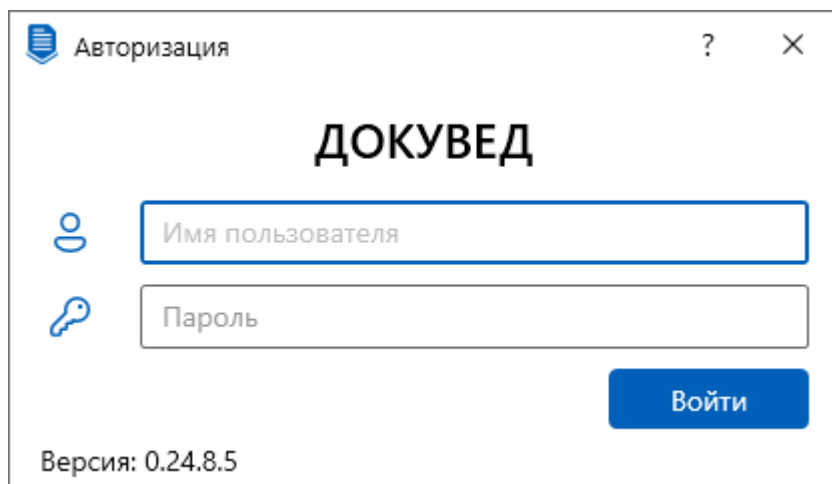 Авторизация
?
ДОКУВЕД
Имя пользователя
Пароль
Войти
Версия: 0.24.8.5